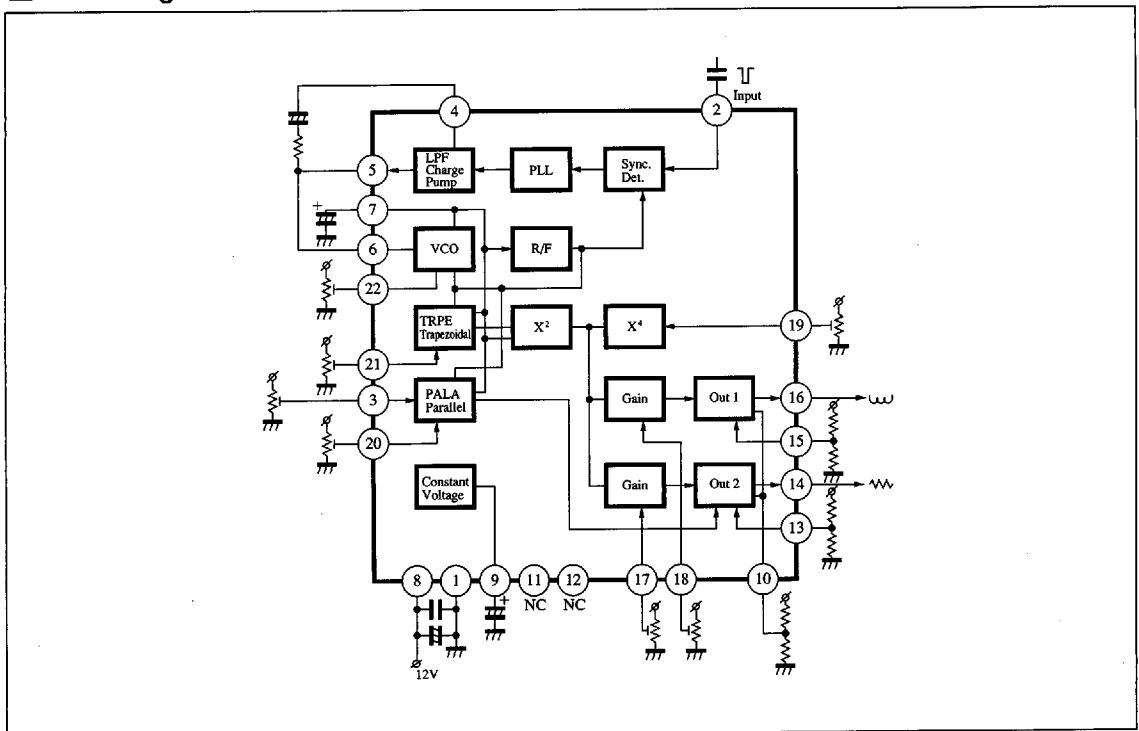 Input
4
2
LPF
Charge
Pump
PLL
Sync.
Det.
5
7
+
6
VCO
R/F
22
TRPE
Trapezoidal
X²
X⁴
19
21
3
PALA
Parallel
Gain
Out 1
16
15
20
Constant
Voltage
Gain
Out 2
14
13
8
1
9
11
12
17
18
10
+
NC
NC
12V